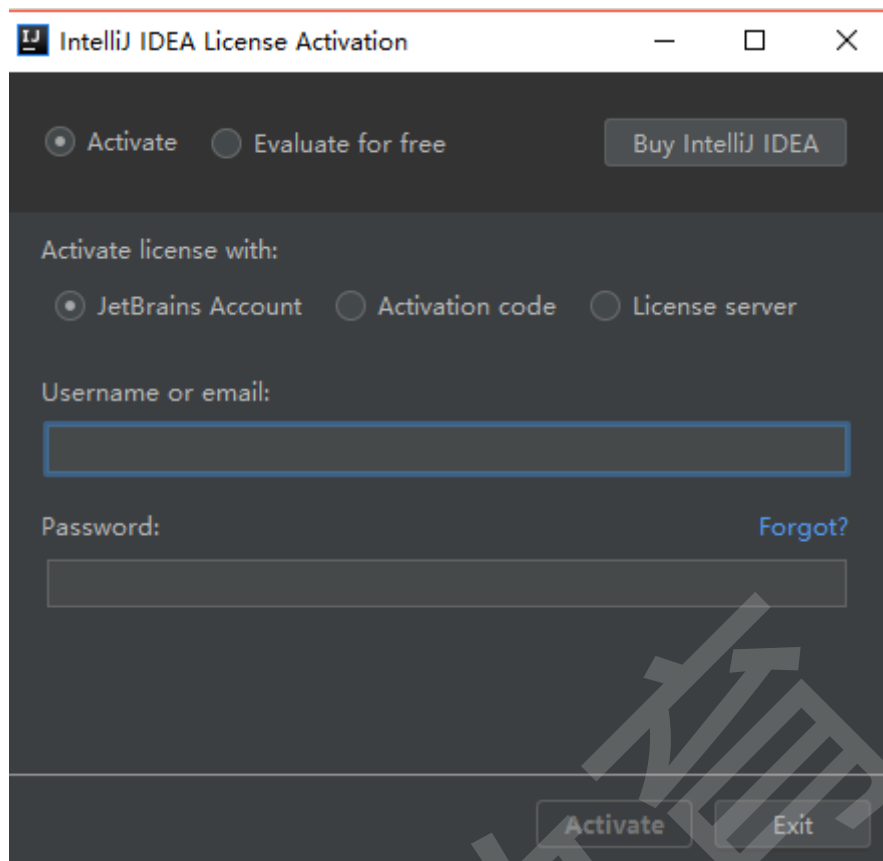 IJ IntelliJ IDEA License Activation
Activate Evaluate for free Buy IntelliJ IDEA
Activate license with:
JetBrains Account Activation code License server
Username or email:
Password: Forgot?
Activate Exit